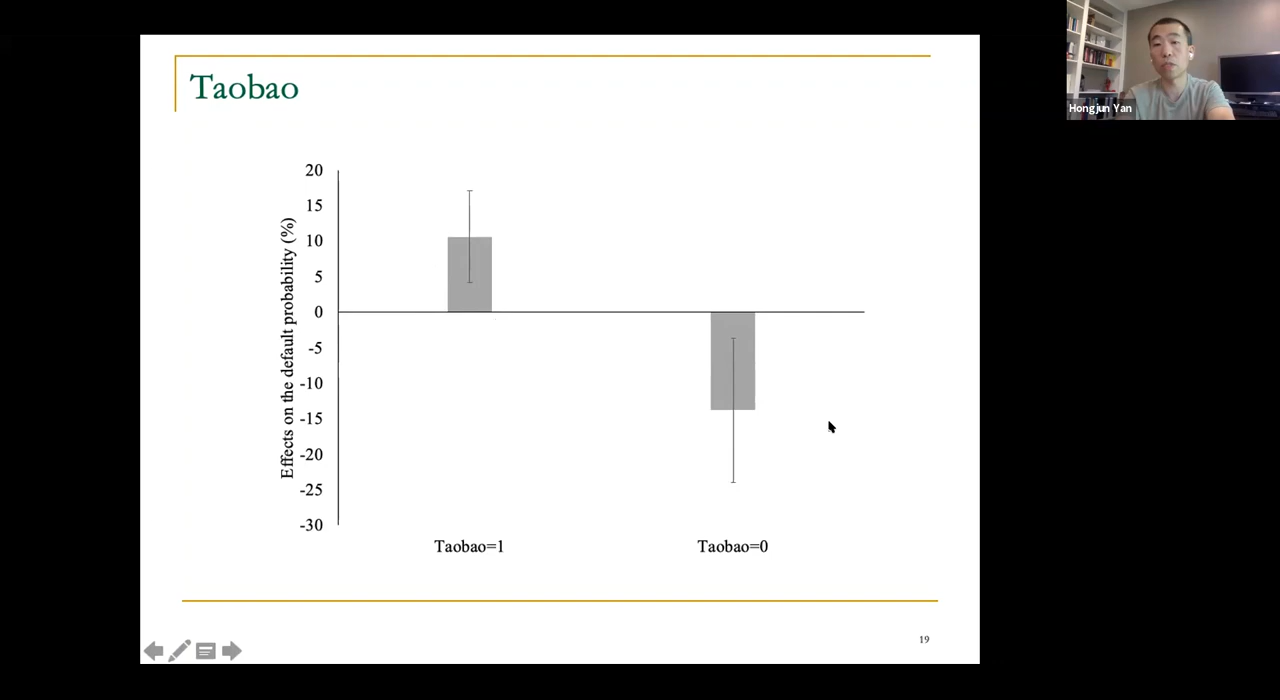 Hongjun Yan
Taobao
Effects on the default probability (%)
20
15
10
5
0
-5
-10
-15
-20
-25
-30
Taobao=1
Taobao=0
19